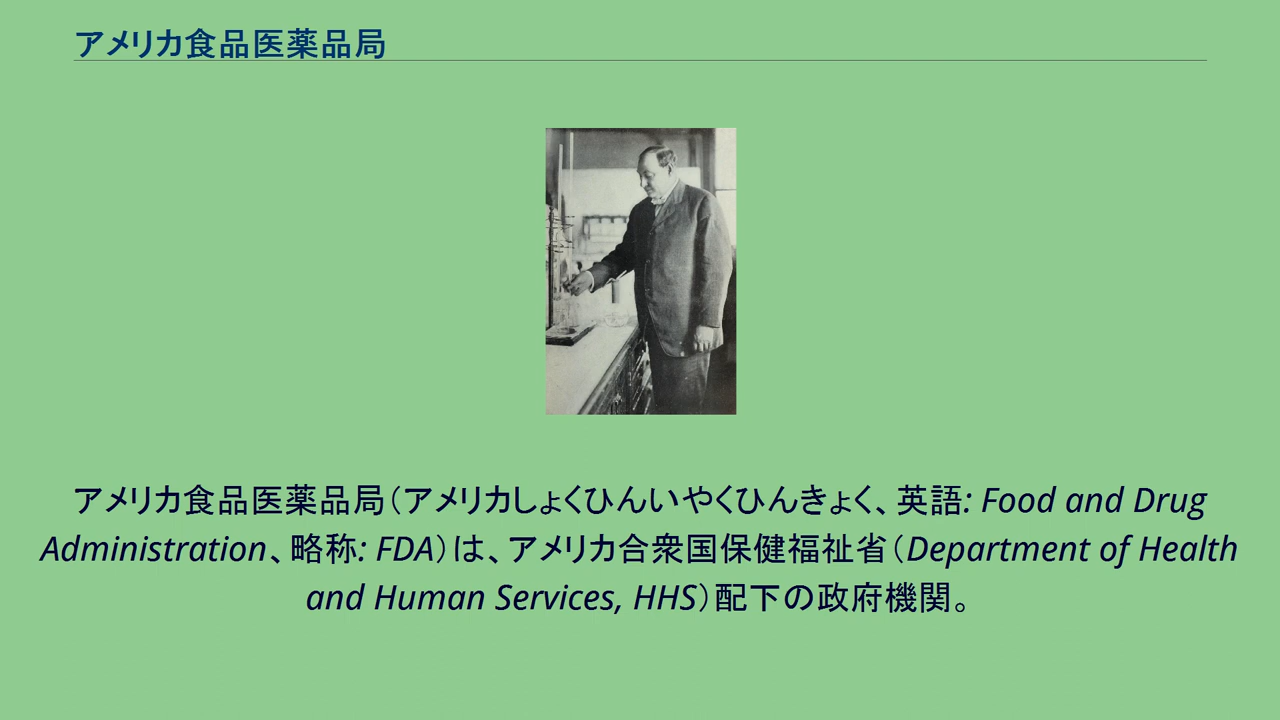 アメリカ食品医薬品局
アメリカ食品医薬品局（アメリカしょくひんいやくひんきょく、英語: Food and Drug
Administration、略称: FDA）は、アメリカ合衆国保健福祉省（Department of Health
and Human Services, HHS）配下の政府機関。